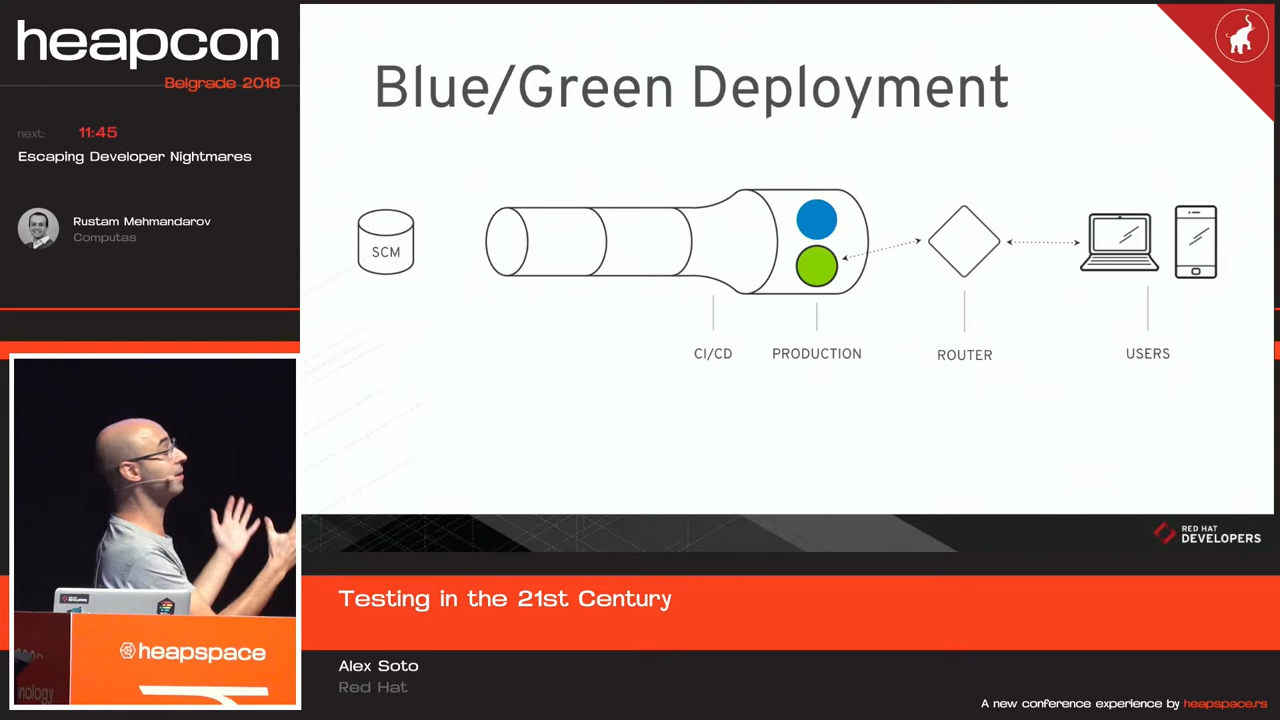 heapcon
Belgrade 2018
next: 11:45
Escaping Developer Nightmares
Rustam Mehmandarov
Computas
Blue/Green Deployment
SCM
CI/CD
PRODUCTION
ROUTER
USERS
RED HAT
DEVELOPERS
heapspace
Testing in the 21st Century
Alex Soto
Red Hat
A new conference experience by heapspace.rs